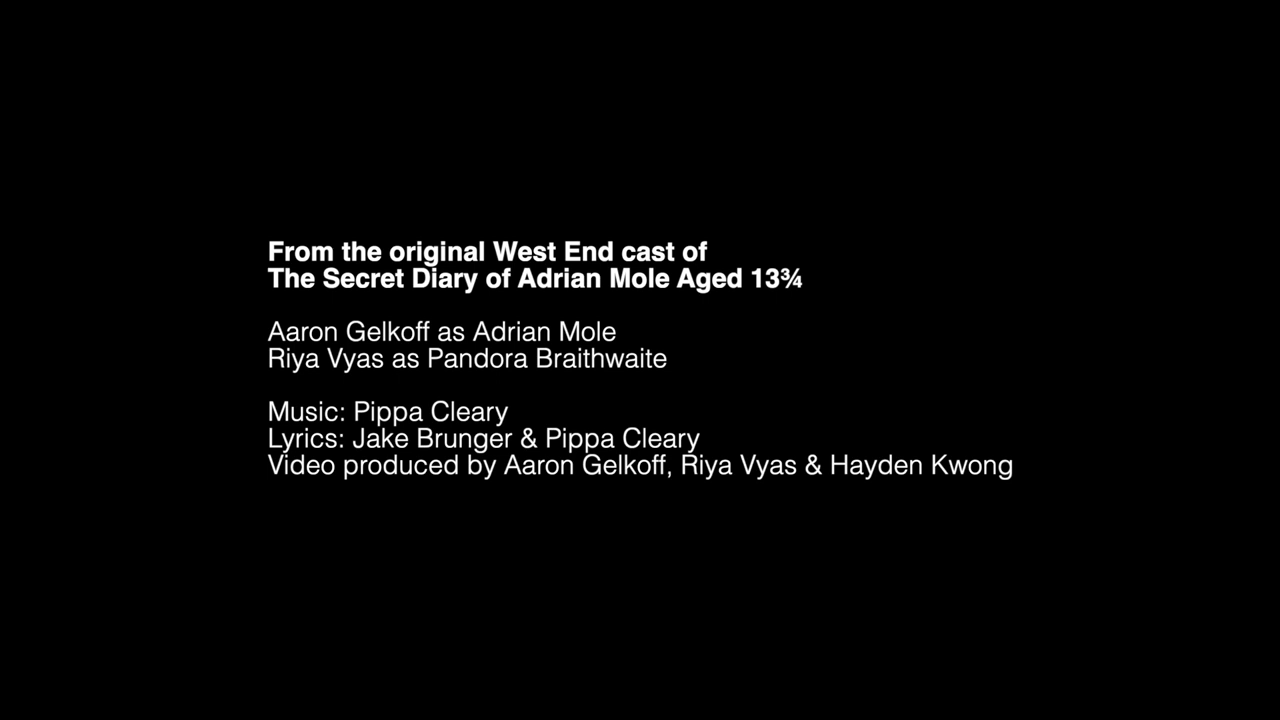 From the original West End cast of
The Secret Diary of Adrian Mole Aged 13¾
Aaron Gelkoff as Adrian Mole
Riya Vyas as Pandora Braithwaite
Music: Pippa Cleary
Lyrics: Jake Brunger & Pippa Cleary
Video produced by Aaron Gelkoff, Riya Vyas & Hayden Kwong